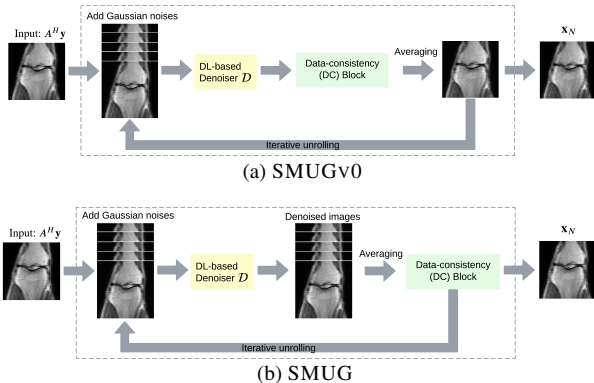 Add Gaussian noises
Input: A^H y
DL-based
Denoiser D
Data-consistency
(DC) Block
Averaging
x_N
Iterative unrolling
(a) SMUGv0
Add Gaussian noises
Denoised images
Input: A^H y
DL-based
Denoiser D
Averaging
Data-consistency
(DC) Block
x_N
Iterative unrolling
(b) SMUG